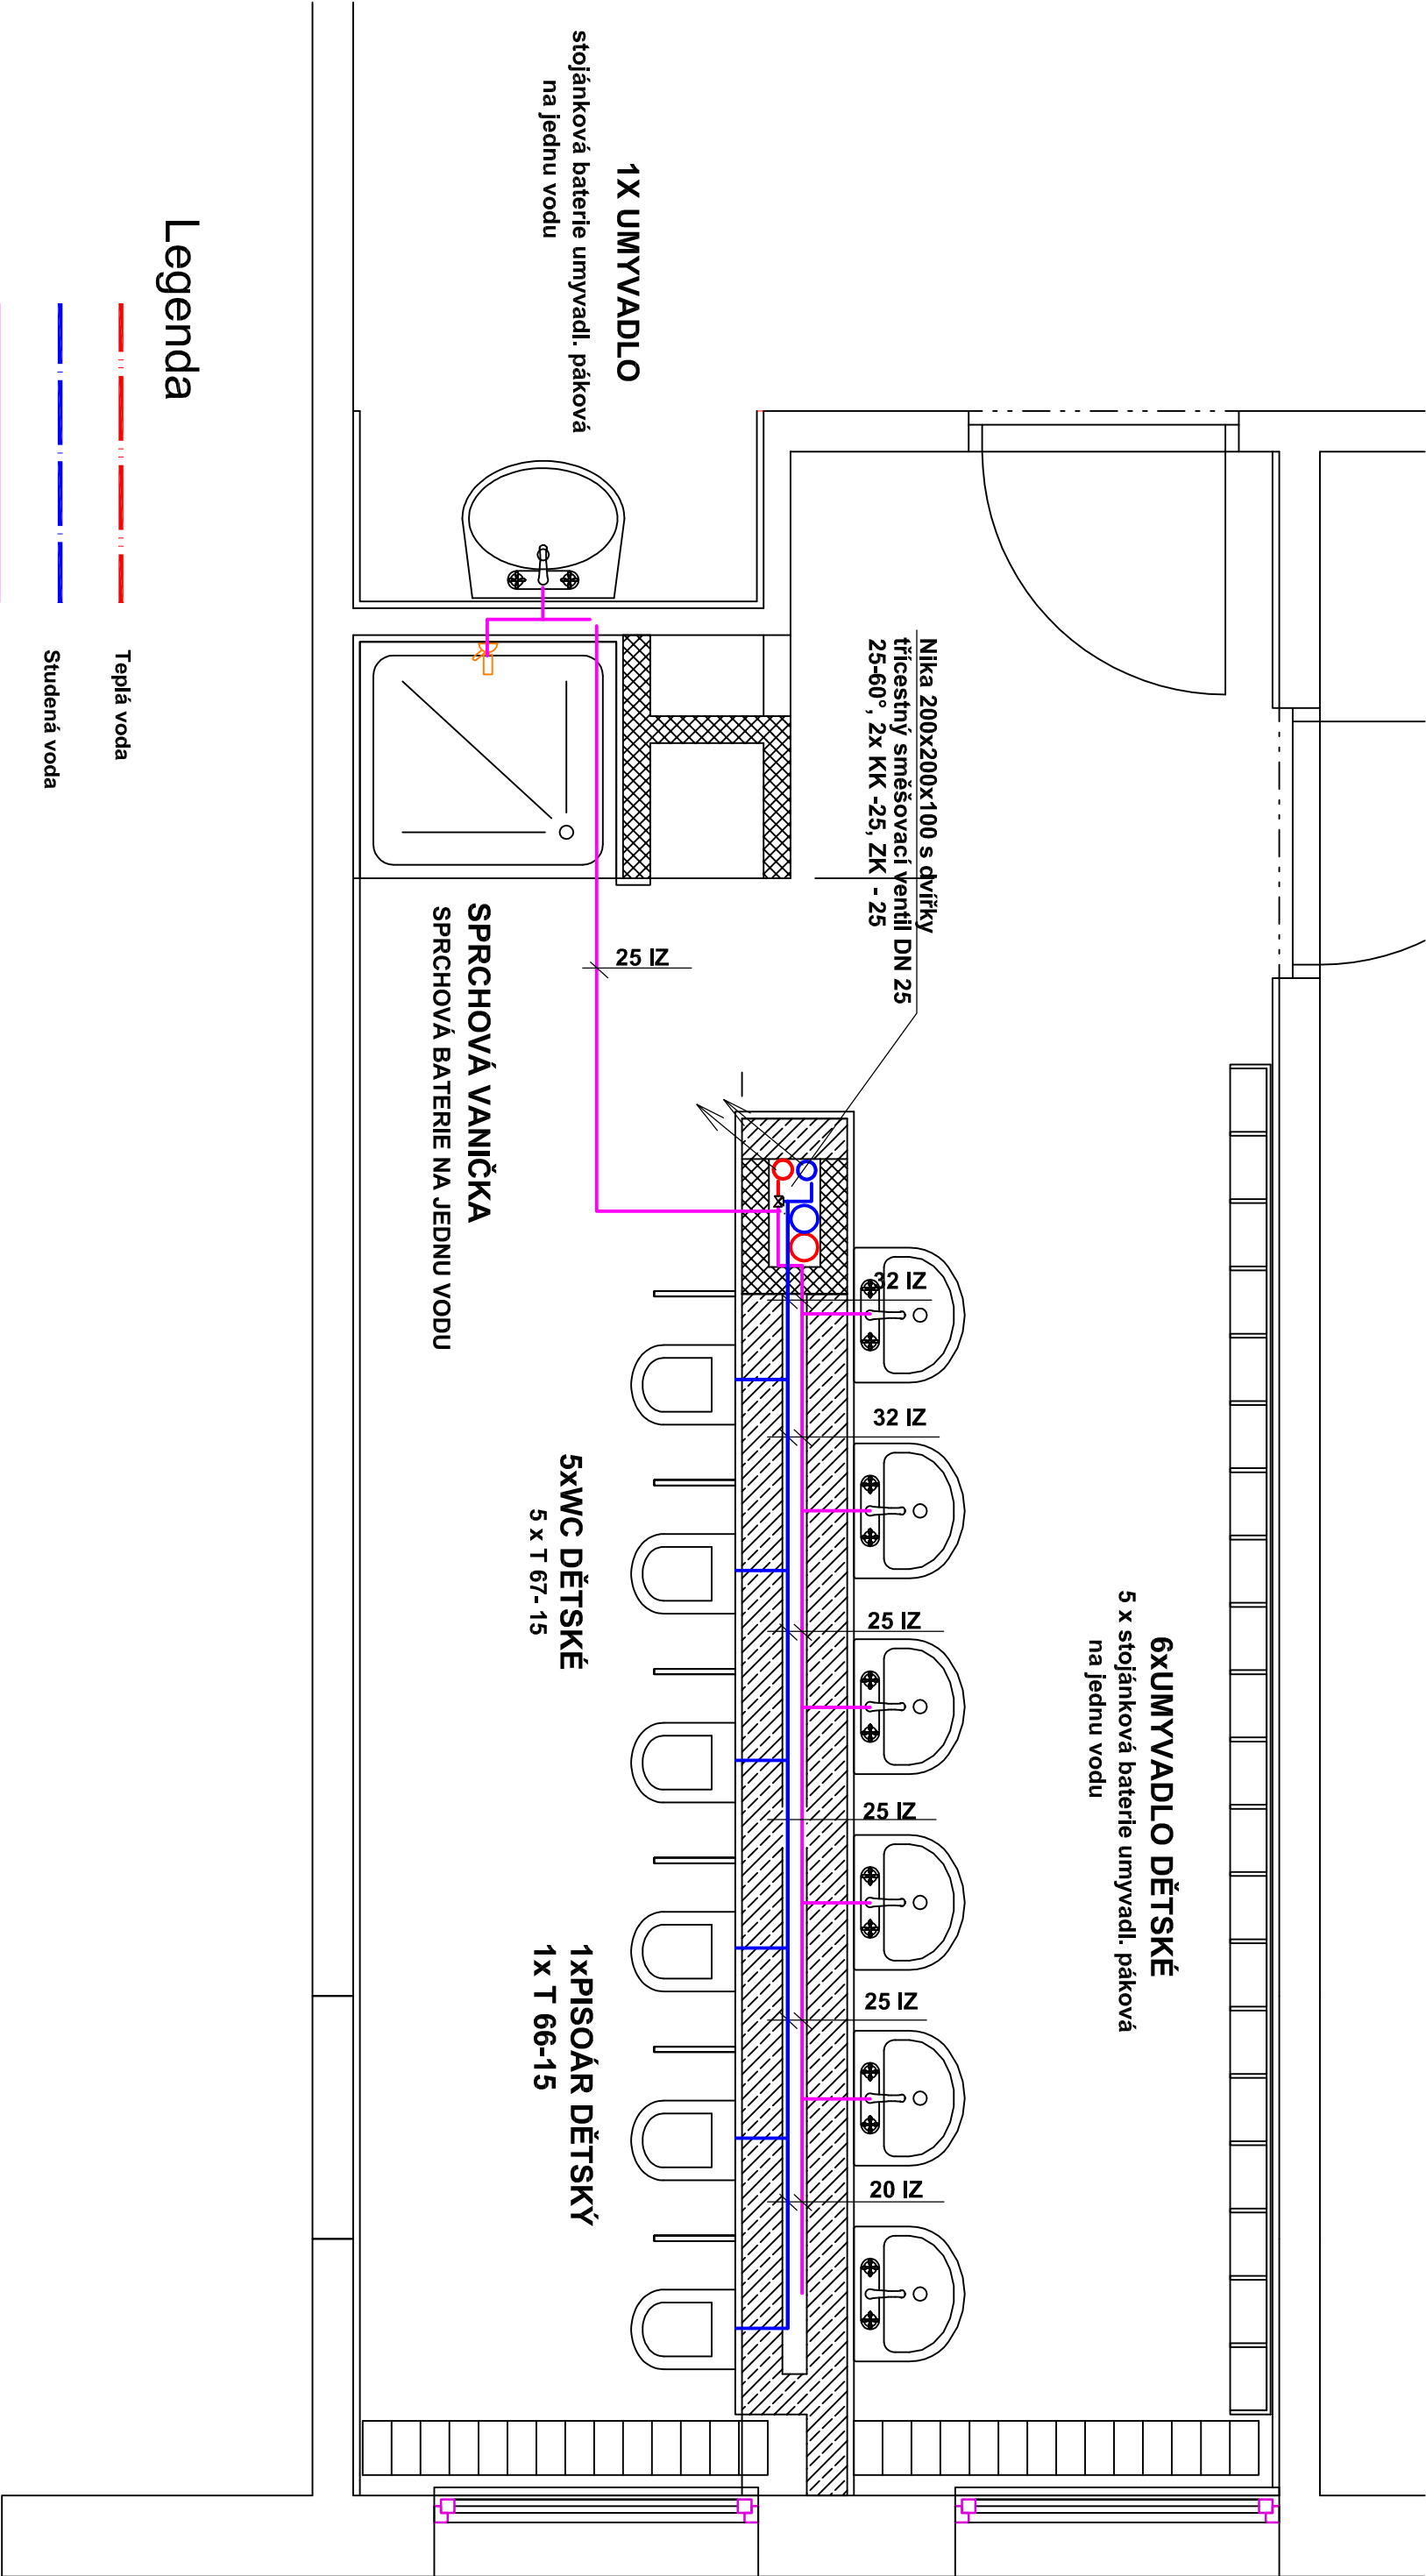 1X UMYVADLO
stojánková baterie umyvadl. páková
na jednu vodu
Nika 200x200x100 s dvířky
třícestný směšovací ventil DN 25
25-60°, 2x KK -25, ZK - 25
6xUMYVADLO DĚTSKÉ
5 x stojánková baterie umyvadl. páková
na jednu vodu
25 IZ
32 IZ
32 IZ
25 IZ
25 IZ
25 IZ
20 IZ
SPRCHOVÁ VANIČKA
SPRCHOVÁ BATERIE NA JEDNU VODU
5xWC DĚTSKÉ
5 x T 67-15
1xPISOÁR DĚTSKÝ
1x T 66-15
Legenda
Teplá voda
Studená voda